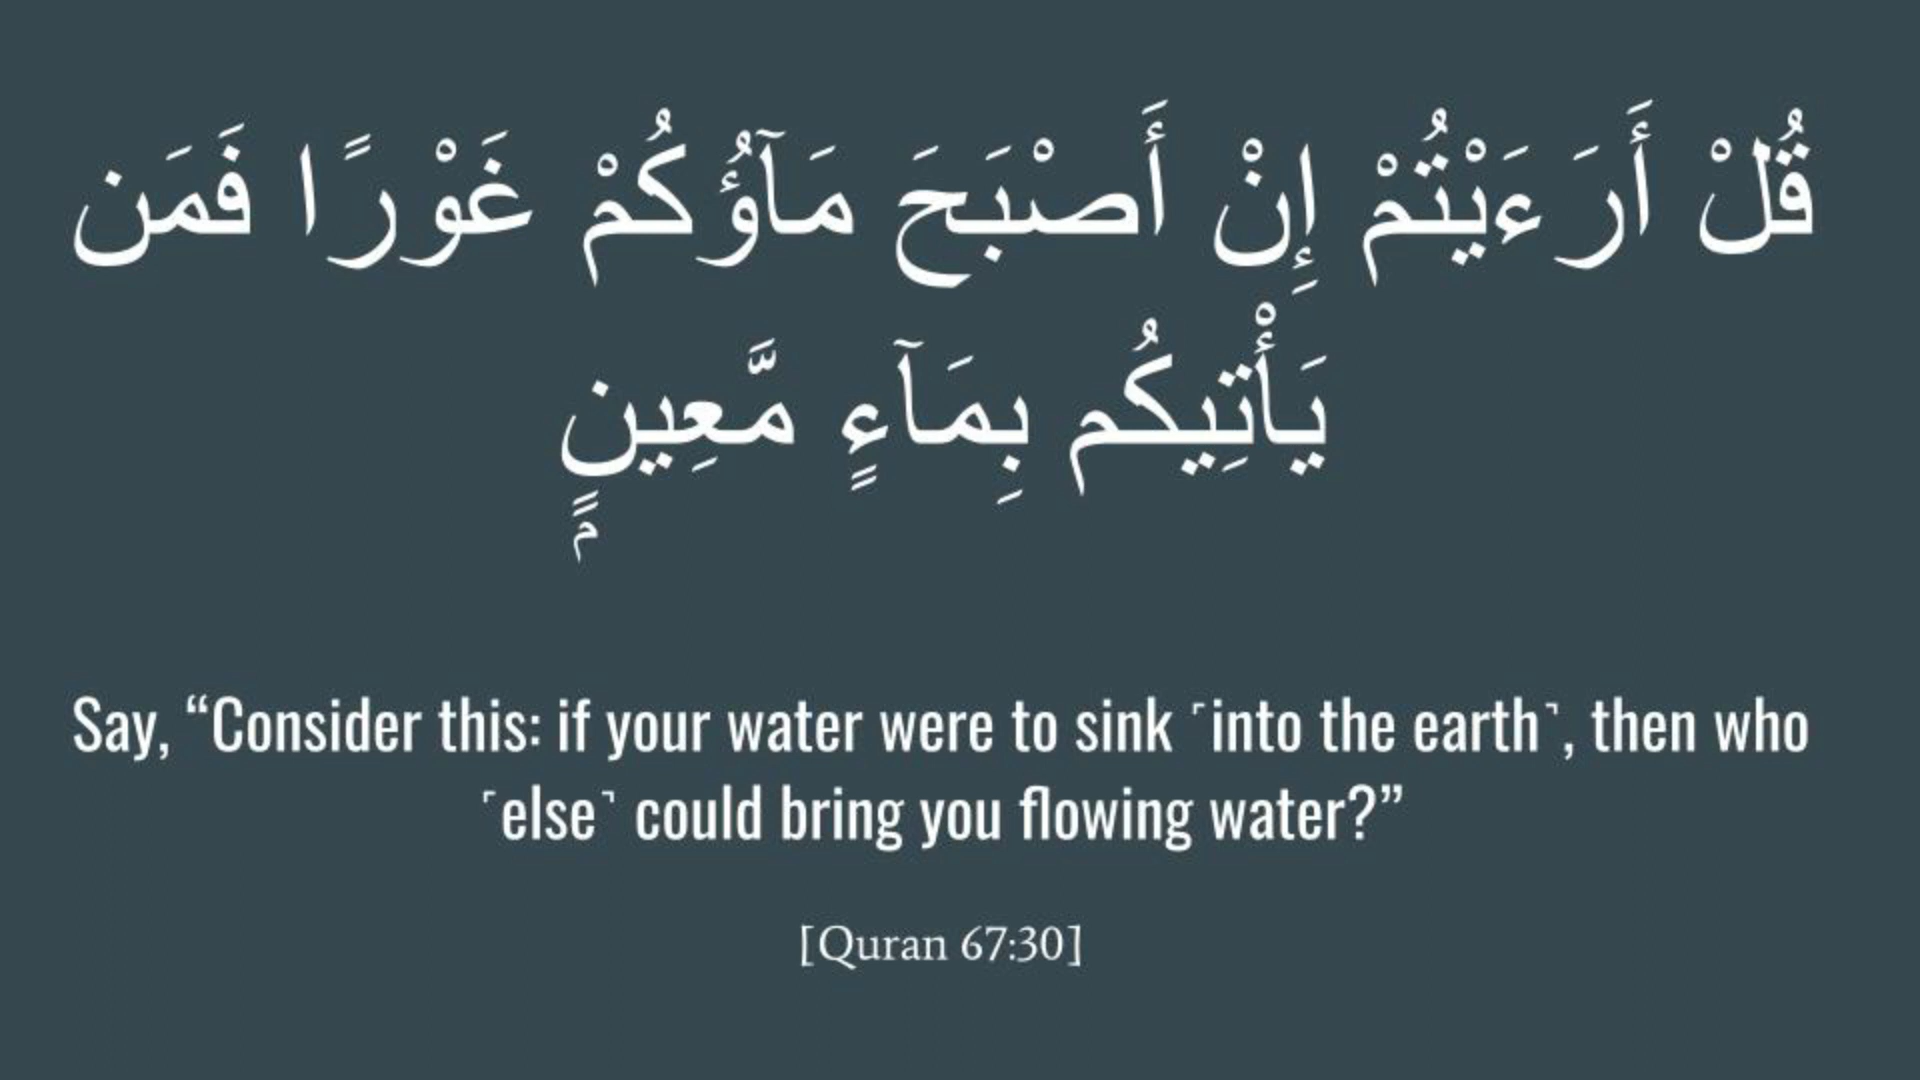 قُلْ أَرَءَيْتُمْ إِنْ أَصْبَحَ مَآؤُكُمْ غَوْرًا فَمَن
يَأْتِيكُم بِمَآءٍ مَّعِينٍۭ
Say, “Consider this: if your water were to sink ˹into the earth˺, then who
˹else˺ could bring you flowing water?”
[Quran 67:30]